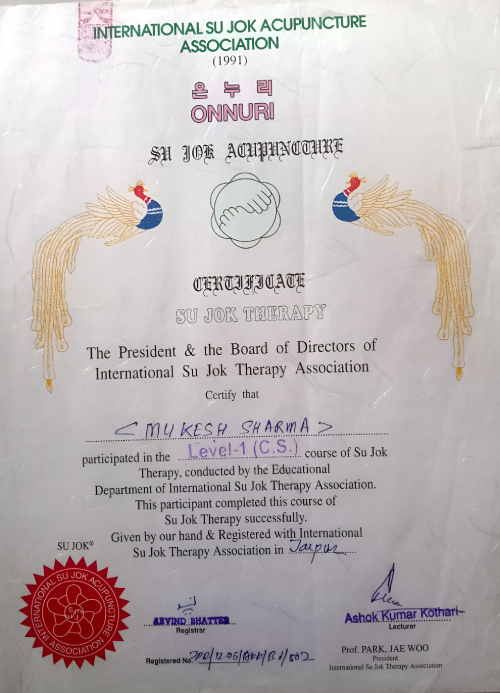 INTERNATIONAL SU JOK ACUPUNCTURE
ASSOCIATION
(1991)
온누리
ONNURI
SU JOK ACUPUNCTURE
CERTIFICATE
SU JOK THERAPY
The President & the Board of Directors of
International Su Jok Therapy Association
Certify that
< MUKESH SHARMA >
participated in the Level-1 (C.S.) course of Su Jok
Therapy, conducted by the Educational
Department of International Su Jok Therapy Association.
This participant completed this course of
Su Jok Therapy successfully.
Given by our hand & Registered with International
Su Jok Therapy Association in Jaipur
SU JOK®
INTERNATIONAL SU JOK ACUPUNCTURE ASSOCIATION
ARVIND BHATTER
Registrar
Registered No.
Ashok Kumar Kothari
Lecturer
Prof. PARK, JAE WOO
President
International Su Jok Therapy Association